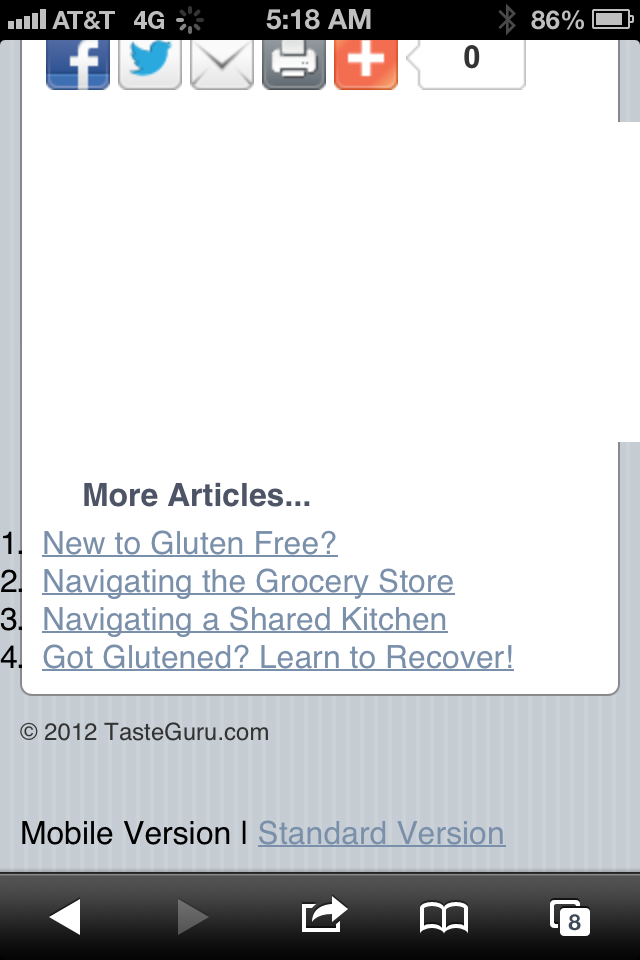 AT&T 4G 5:18 AM 86%
0
More Articles...
1. New to Gluten Free?
2. Navigating the Grocery Store
3. Navigating a Shared Kitchen
4. Got Glutened? Learn to Recover!
© 2012 TasteGuru.com
Mobile Version | Standard Version
8